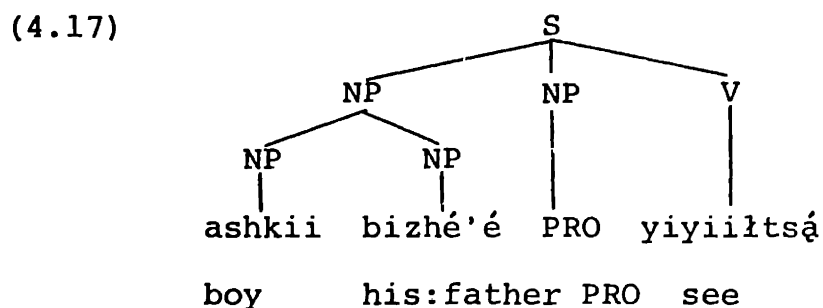 (4.17)
S
NP NP V
NP NP
ashkii bizhé'é PRO yiyiiłtsą́
boy his:father PRO see